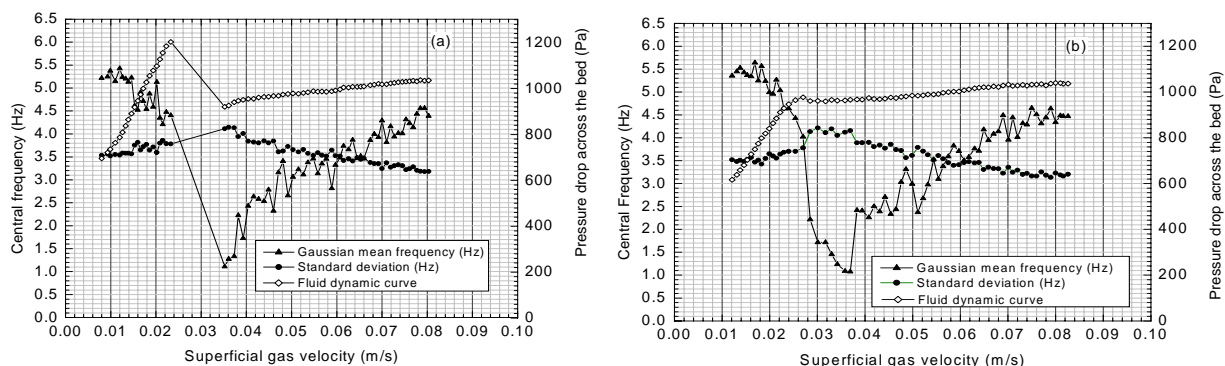 (a)
Central frequency (Hz)
6.5
6.0
5.5
5.0
4.5
4.0
3.5
3.0
2.5
2.0
1.5
1.0
0.5
0.0
0.00 0.01 0.02 0.03 0.04 0.05 0.06 0.07 0.08 0.09 0.10
Superficial gas velocity (m/s)
1200
1000
800
600
400
200
0
Pressure drop across the bed (Pa)
Gaussian mean frequency (Hz)
Standard deviation (Hz)
Fluid dynamic curve
(b)
Central Frequency (Hz)
6.5
6.0
5.5
5.0
4.5
4.0
3.5
3.0
2.5
2.0
1.5
1.0
0.5
0.0
0.00 0.01 0.02 0.03 0.04 0.05 0.06 0.07 0.08 0.09 0.10
Superficial gas velocity (m/s)
1200
1000
800
600
400
200
0
Pressure drop across the bed (Pa)
Gaussian mean frequency (Hz)
Standard deviation (Hz)
Fluid dynamic curve